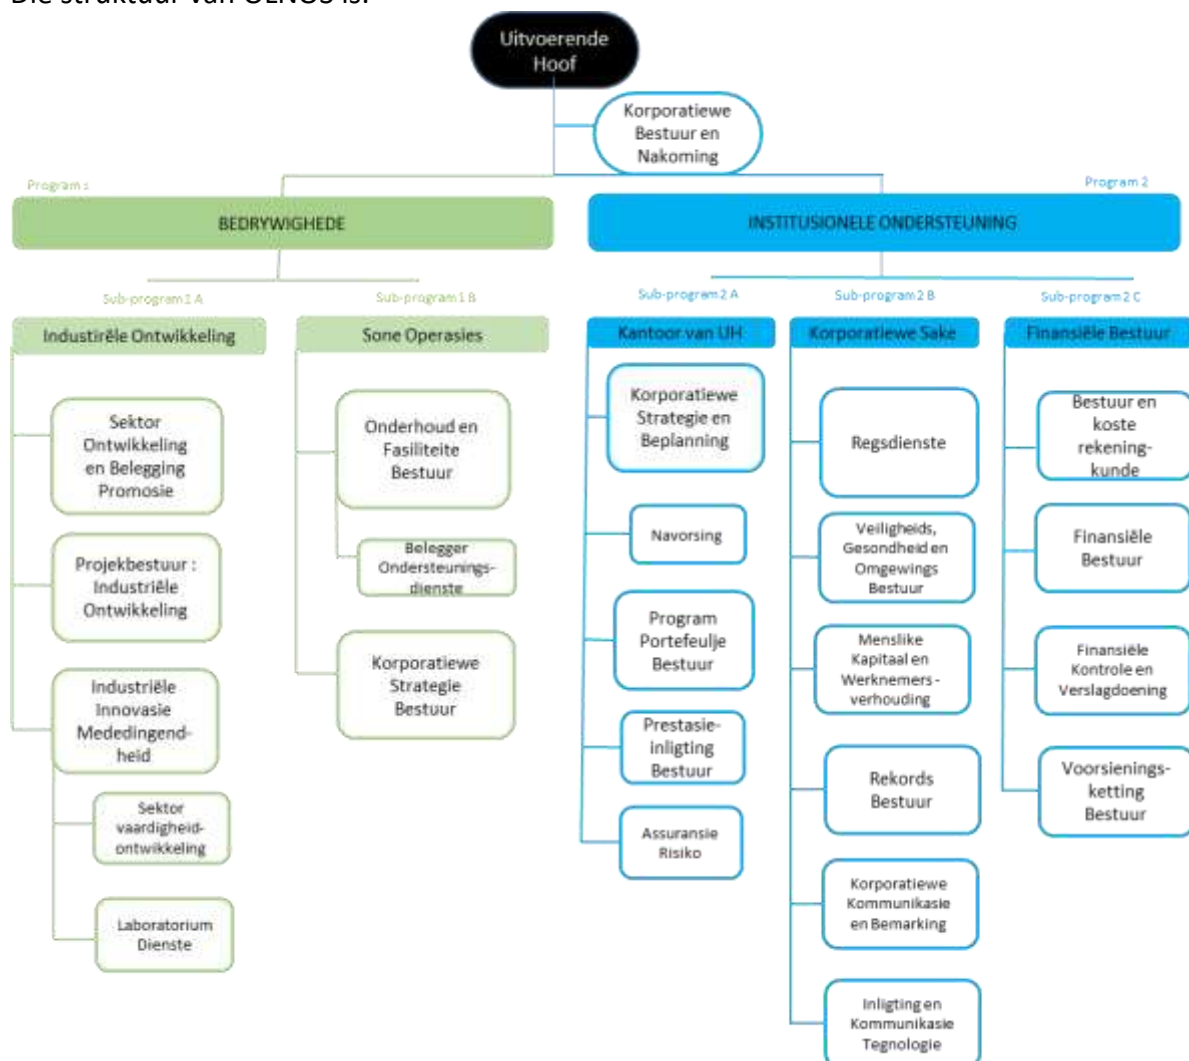 Die struktuur van OLNOS is:
Uitvoerende
Hoof
Korporatiewe
Bestuur en
Nakoming
Program 1
Program 2
BEDRYWIGHEDE
INSTITUSIONELE ONDERSTEUNING
Sub-program 1 A
Sub-program 1 B
Sub-program 2 A
Sub-program 2 B
Sub-program 2 C
Industirële Ontwikkeling
Sone Operasies
Kantoor van UH
Korporatiewe Sake
Finansiële Bestuur
Sektor
Ontwikkeling
en Belegging
Promosie
Projekbestuur :
Industriële
Ontwikkeling
Industriële
Innovasie
Mededingend-
heid
Sektor
vaardigheid-
ontwikkeling
Laboratorium
Dienste
Onderhoud en
Fasiliteite
Bestuur
Belegger
Ondersteunings-
dienste
Korporatiewe
Strategie
Bestuur
Korporatiewe
Strategie en
Beplanning
Navorsing
Program
Portefeulje
Bestuur
Prestasie-
inligting
Bestuur
Assuransie
Risiko
Regsdienste
Veiligheids,
Gesondheid en
Omgewings
Bestuur
Menslike
Kapitaal en
Werknemers-
verhouding
Rekords
Bestuur
Korporatiewe
Kommunikasie
en Bemarking
Inligting en
Kommunikasie
Tegnologie
Bestuur en
koste
rekening-
kunde
Finansiële
Bestuur
Finansiële
Kontrole en
Verslagdoening
Voorsienings-
ketting
Bestuur